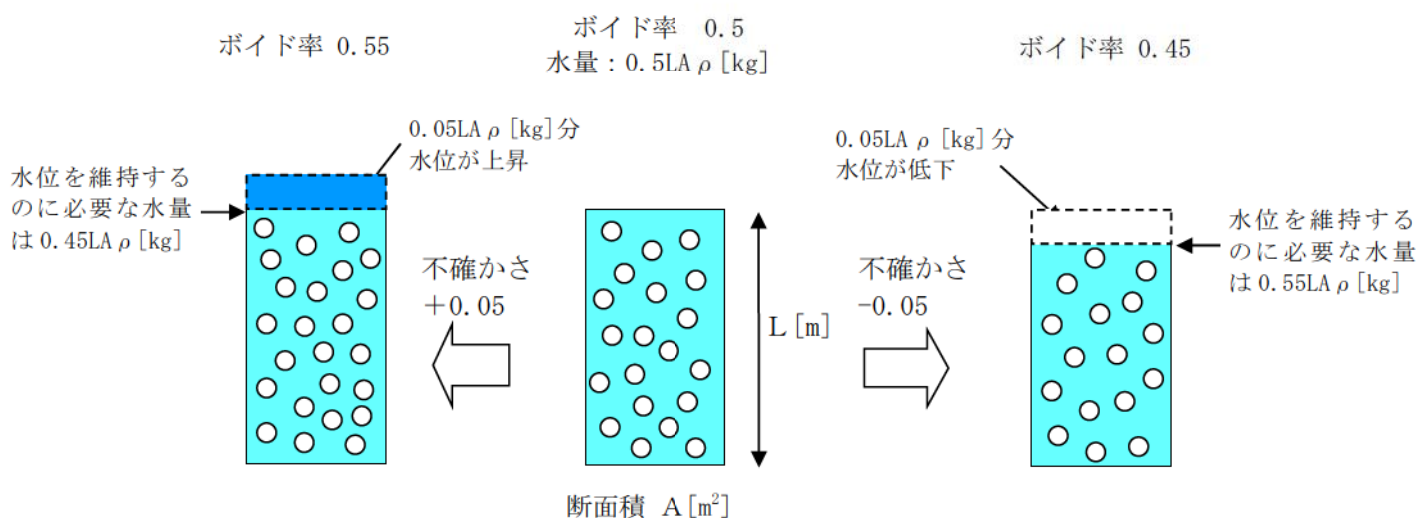 ボイド率 0.55
ボイド率 0.5
水量：0.5LAρ[kg]
ボイド率 0.45
0.05LAρ[kg]分
水位が上昇
水位を維持する
のに必要な水量
は0.45LAρ[kg]
不確かさ
＋0.05
L[m]
断面積 A[m²]
不確かさ
-0.05
0.05LAρ[kg]分
水位が低下
水位を維持する
のに必要な水量
は0.55LAρ[kg]